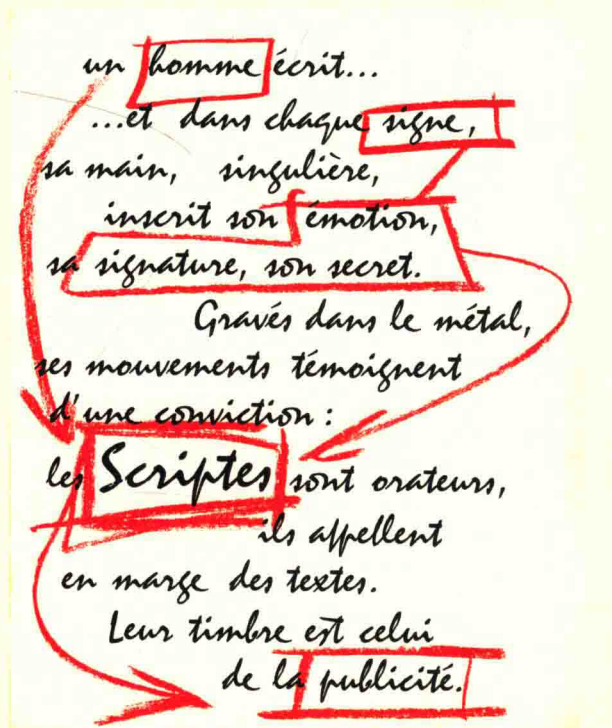 un homme écrit...
...et dans chaque signe,
sa main, singulière,
inscrit son émotion,
sa signature, son secret.
Gravés dans le métal,
ses mouvements témoignent
d'une conviction :
les Scriptes sont orateurs,
ils appellent
en marge des textes.
Leur timbre est celui
de la publicité.